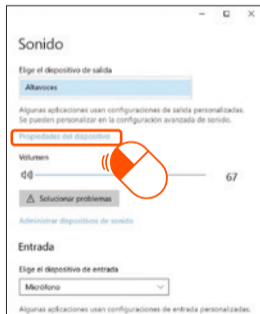 Sonido
Elige el dispositivo de salida
Altavoces
Algunas aplicaciones usan configuraciones de salida personalizadas.
Se pueden personalizar en la configuración avanzada de sonido.
Propiedades del dispositivo
Volumen
67
Solucionar problemas
Administrar dispositivos de sonido
Entrada
Elige el dispositivo de entrada
Micrófono
Algunas aplicaciones usan configuraciones de entrada personalizadas.